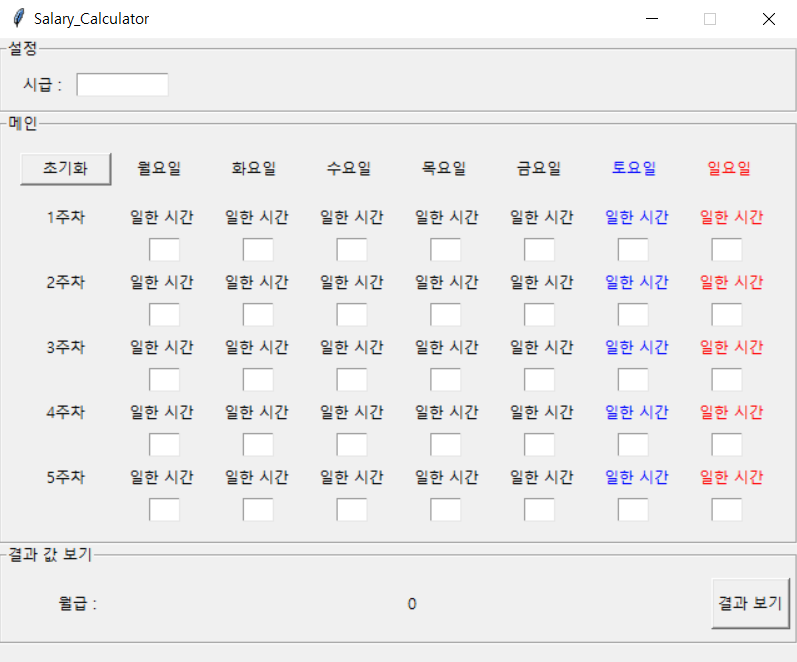 Salary_Calculator
설정
시급 :
메인
초기화 월요일 화요일 수요일 목요일 금요일 토요일 일요일
1주차 일한 시간 일한 시간 일한 시간 일한 시간 일한 시간 일한 시간 일한 시간
2주차 일한 시간 일한 시간 일한 시간 일한 시간 일한 시간 일한 시간 일한 시간
3주차 일한 시간 일한 시간 일한 시간 일한 시간 일한 시간 일한 시간 일한 시간
4주차 일한 시간 일한 시간 일한 시간 일한 시간 일한 시간 일한 시간 일한 시간
5주차 일한 시간 일한 시간 일한 시간 일한 시간 일한 시간 일한 시간 일한 시간
결과 값 보기
월급 : 0 결과 보기